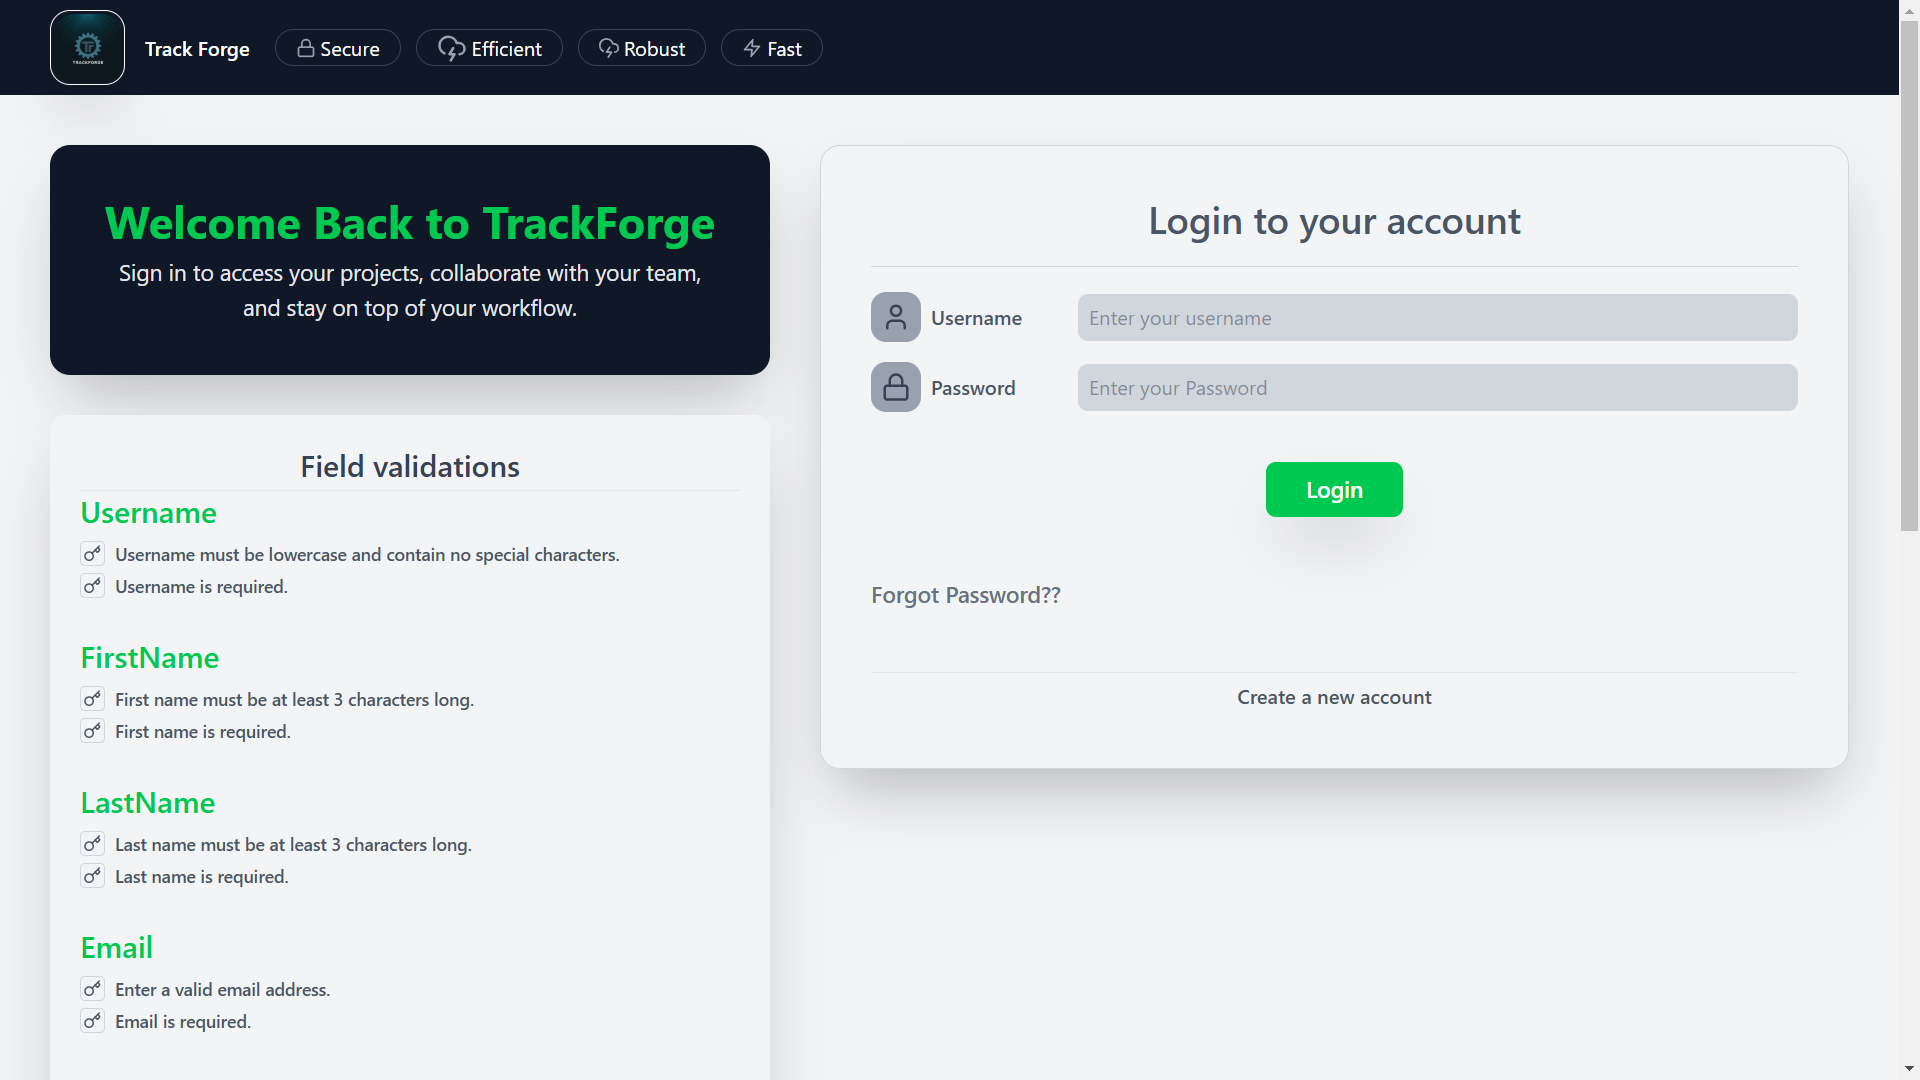 TF
TRACKFORGE
Track Forge
Secure
Efficient
Robust
Fast
Welcome Back to TrackForge
Sign in to access your projects, collaborate with your team,
and stay on top of your workflow.
Field validations
Username
Username must be lowercase and contain no special characters.
Username is required.
FirstName
First name must be at least 3 characters long.
First name is required.
LastName
Last name must be at least 3 characters long.
Last name is required.
Email
Enter a valid email address.
Email is required.
Login to your account
Username
Enter your username
Password
Enter your Password
Login
Forgot Password??
Create a new account